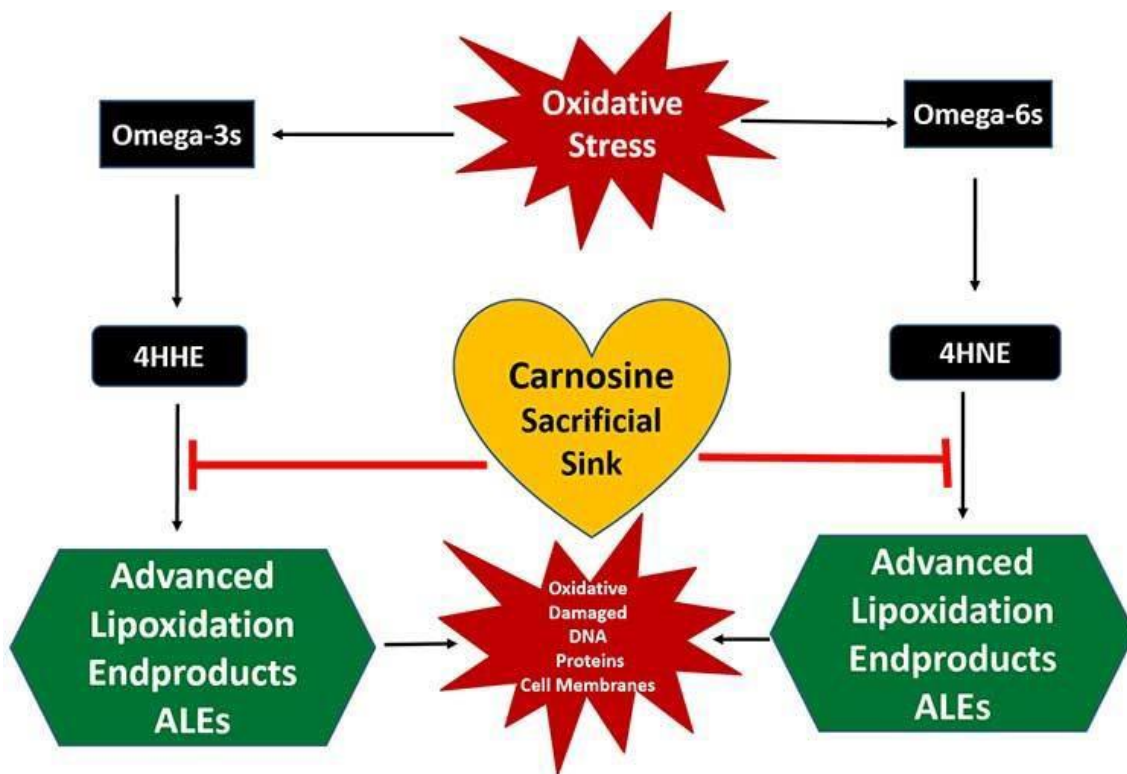 Oxidative
Stress
Omega-3s
Omega-6s
4HHE
4HNE
Carnosine
Sacrificial
Sink
Advanced
Lipoxidation
Endproducts
ALEs
Oxidative
Damaged
DNA
Proteins
Cell Membranes
Advanced
Lipoxidation
Endproducts
ALEs